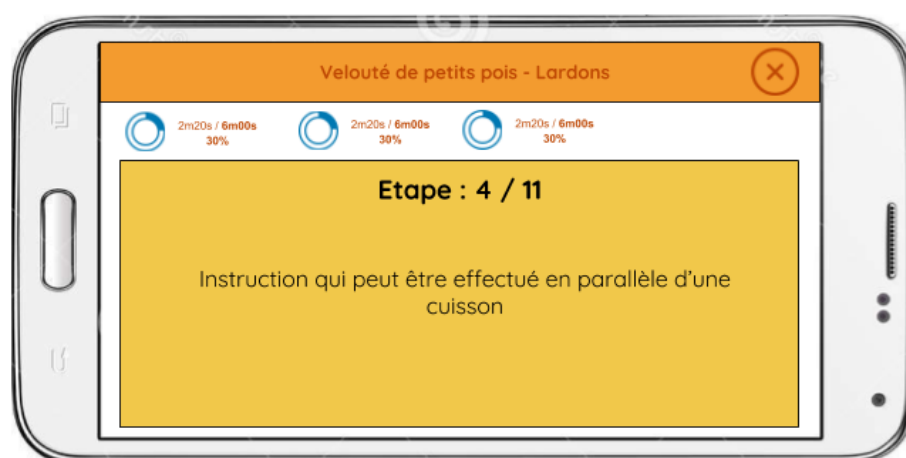 Velouté de petits pois - Lardons
2m20s / 6m00s
30%
2m20s / 6m00s
30%
2m20s / 6m00s
30%
Etape : 4 / 11
Instruction qui peut être effectué en parallèle d'une
cuisson